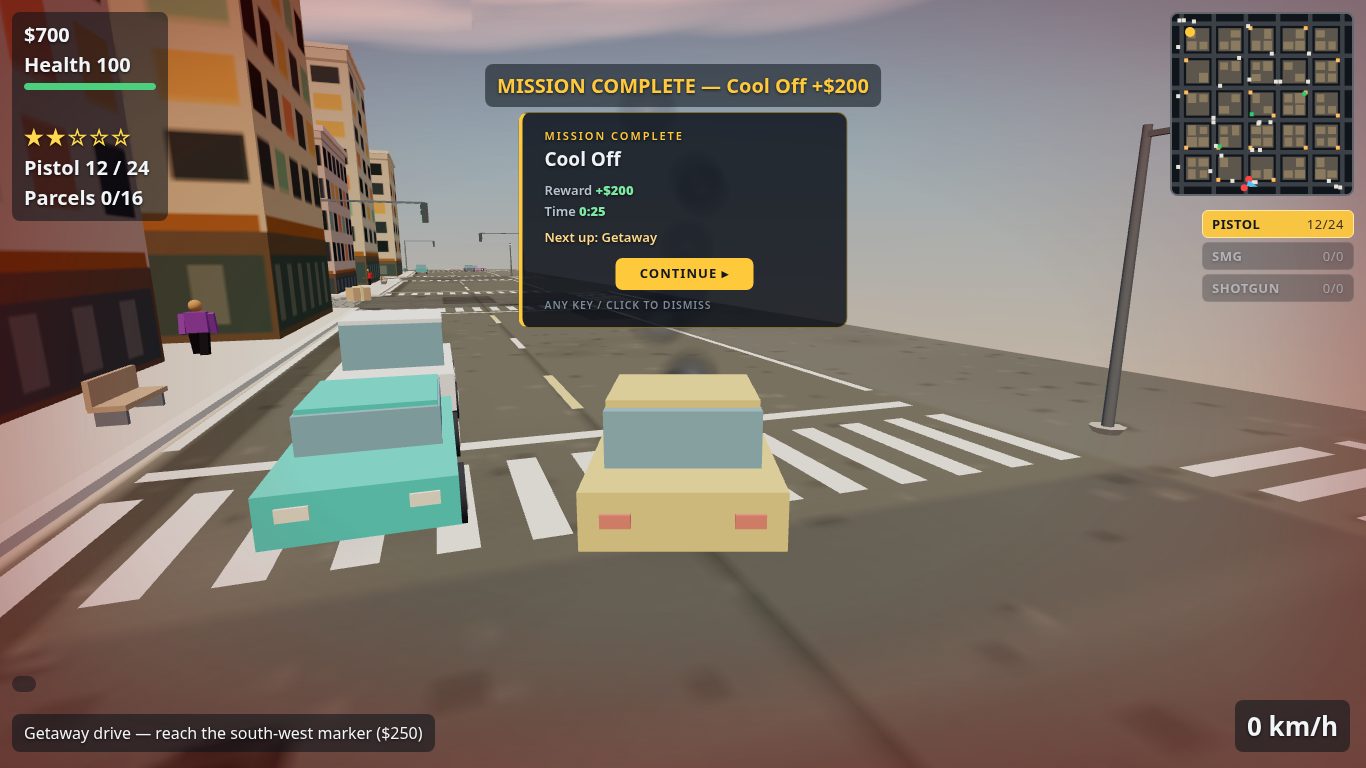 $700
Health 100
★★☆☆☆
Pistol 12 / 24
Parcels 0/16
MISSION COMPLETE — Cool Off +$200
MISSION COMPLETE
Cool Off
Reward +$200
Time 0:25
Next up: Getaway
CONTINUE ▸
ANY KEY / CLICK TO DISMISS
PISTOL 12/24
SMG 0/0
SHOTGUN 0/0
Getaway drive — reach the south-west marker ($250)
0 km/h